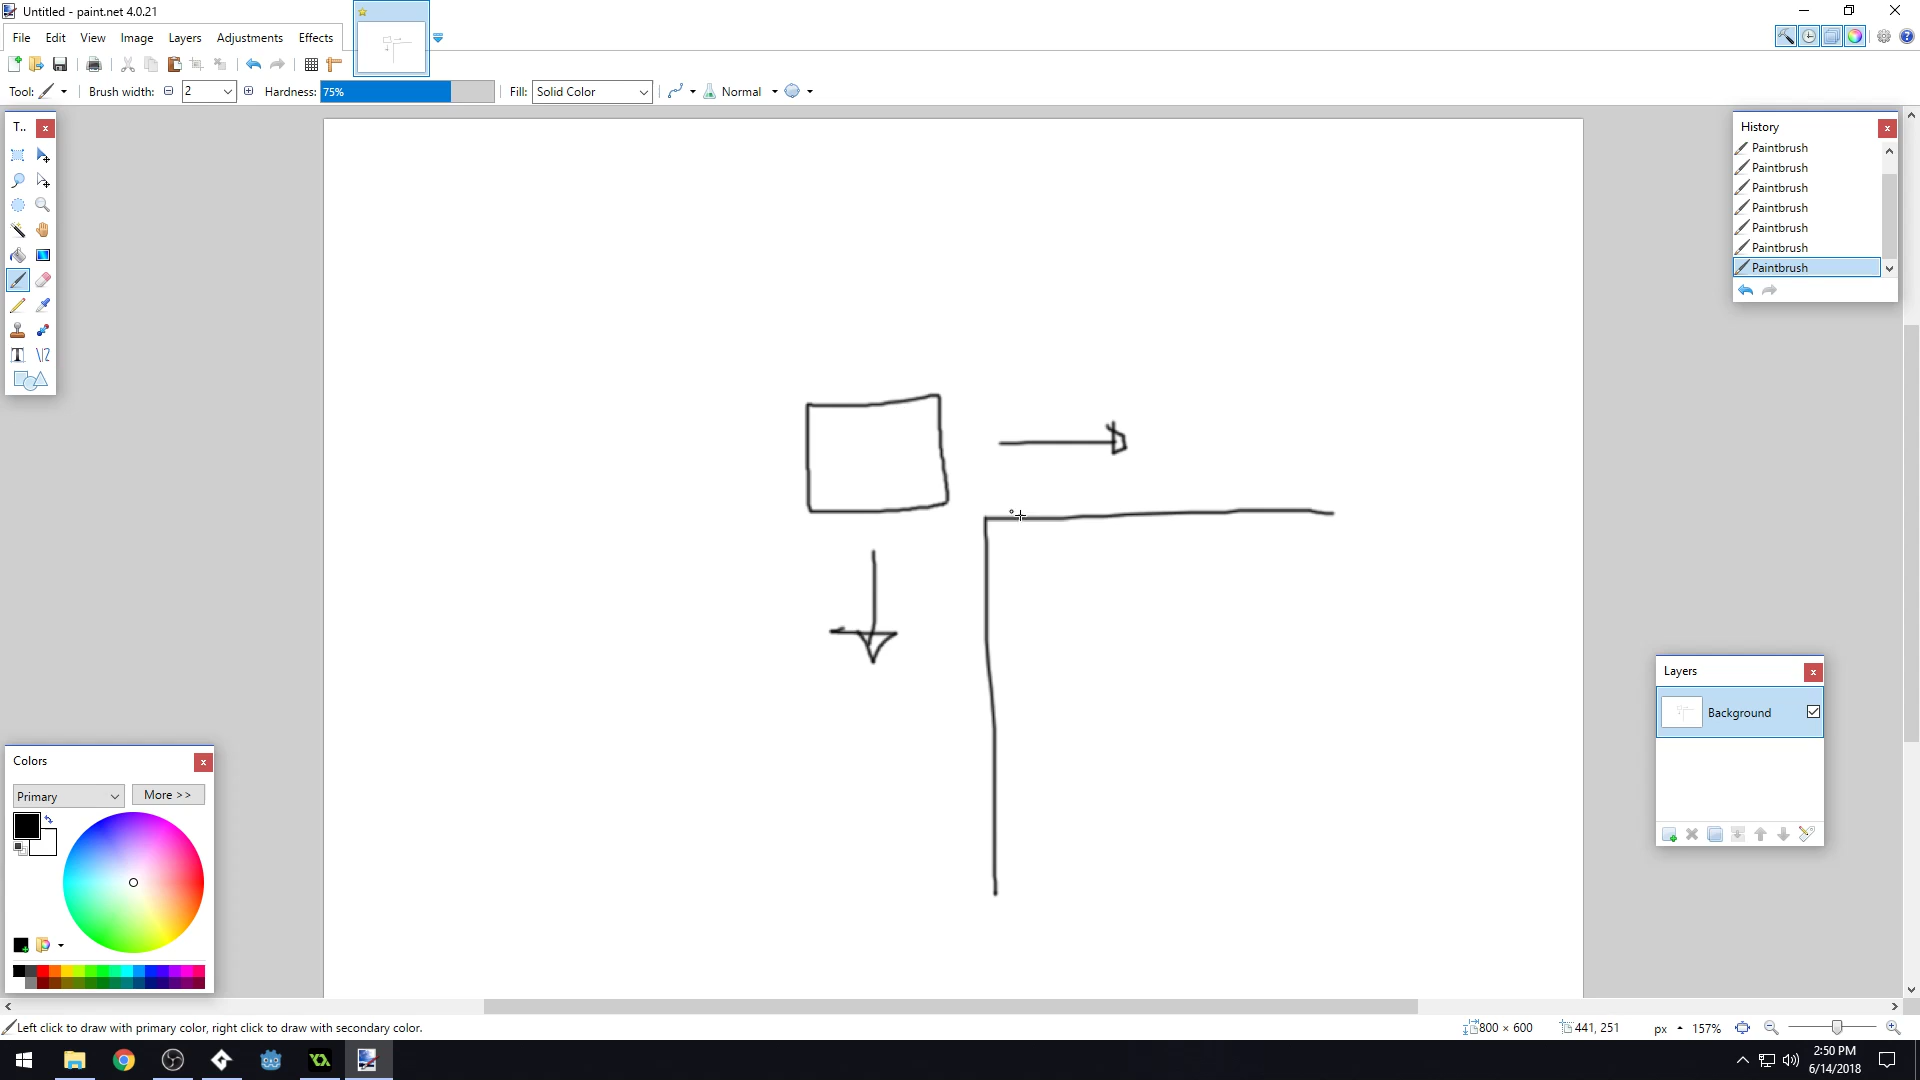 Untitled - paint.net 4.0.21
File Edit View Image Layers Adjustments Effects
Tool: Brush width: 2 Hardness: 75% Fill: Solid Color Normal
T..
History
Paintbrush
Paintbrush
Paintbrush
Paintbrush
Paintbrush
Paintbrush
Paintbrush
Layers
Background
Colors
Primary More >>
Left click to draw with primary color, right click to draw with secondary color. 800 × 600 441, 251 px 157%
2:50 PM
6/14/2018